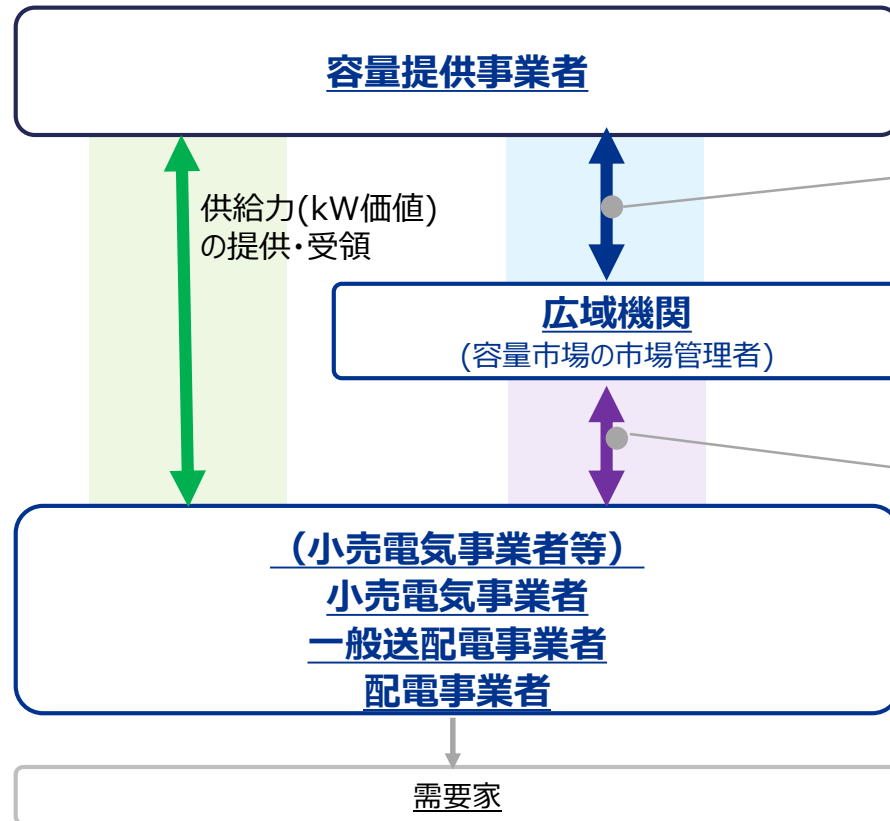 容量提供事業者
供給力(kW価値)
の提供・受領
広域機関
(容量市場の市場管理者)
（小売電気事業者等）
小売電気事業者
一般送配電事業者
配電事業者
需要家